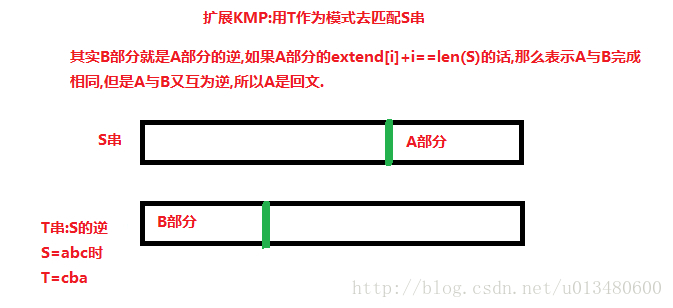 扩展KMP:用T作为模式去匹配S串
其实B部分就是A部分的逆,如果A部分的extend[i]+i==len(S)的话,那么表示A与B完成
相同,但是A与B又互为逆,所以A是回文.
S串
A部分
B部分
T串:S的逆
S=abc时
T=cba
http://blog.csdn.net/u013480600